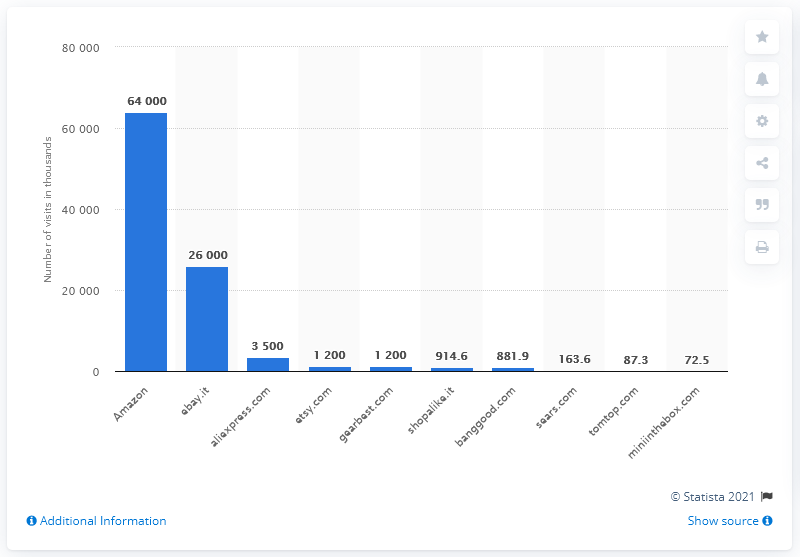 80 000
60 000
40 000
20 000
0
Number of visits in thousands
64 000
26 000
3 500
1 200
1 200
914.6
881.9
163.6
87.3
72.5
Amazon
ebay.it
aliexpress.com
etsy.com
gearbest.com
shopalike.it
banggood.com
sears.com
tomtop.com
miniinthebox.com
© Statista 2021
Additional Information
Show source